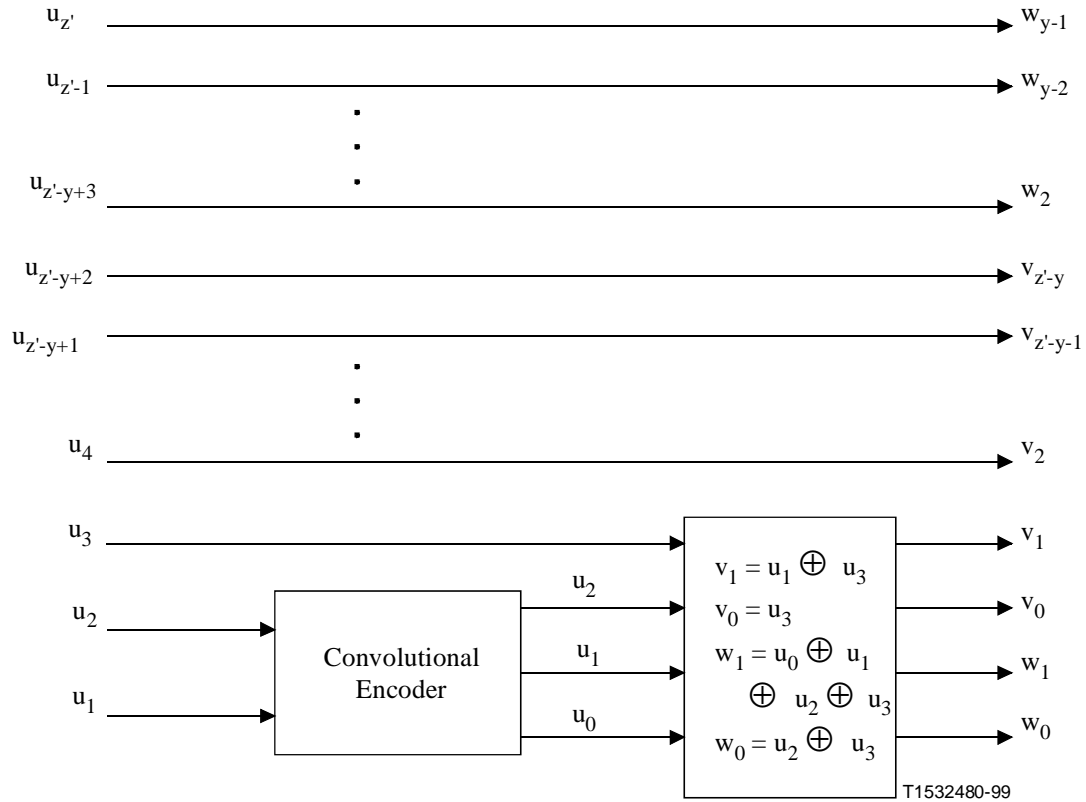 u_z' w_y-1
u_z'-1 w_y-2
u_z'-y+3 w_2
u_z'-y+2 v_z'-y
u_z'-y+1 v_z'-y-1
u_4 v_2
u_3 v_1
v_1 = u_1 ⊕ u_3
u_2 u_2 v_0 = u_3 v_0
Convolutional
Encoder
u_1 w_1 = u_0 ⊕ u_1 w_1
u_1 ⊕ u_2 ⊕ u_3
u_0 w_0 = u_2 ⊕ u_3 w_0
T1532480-99